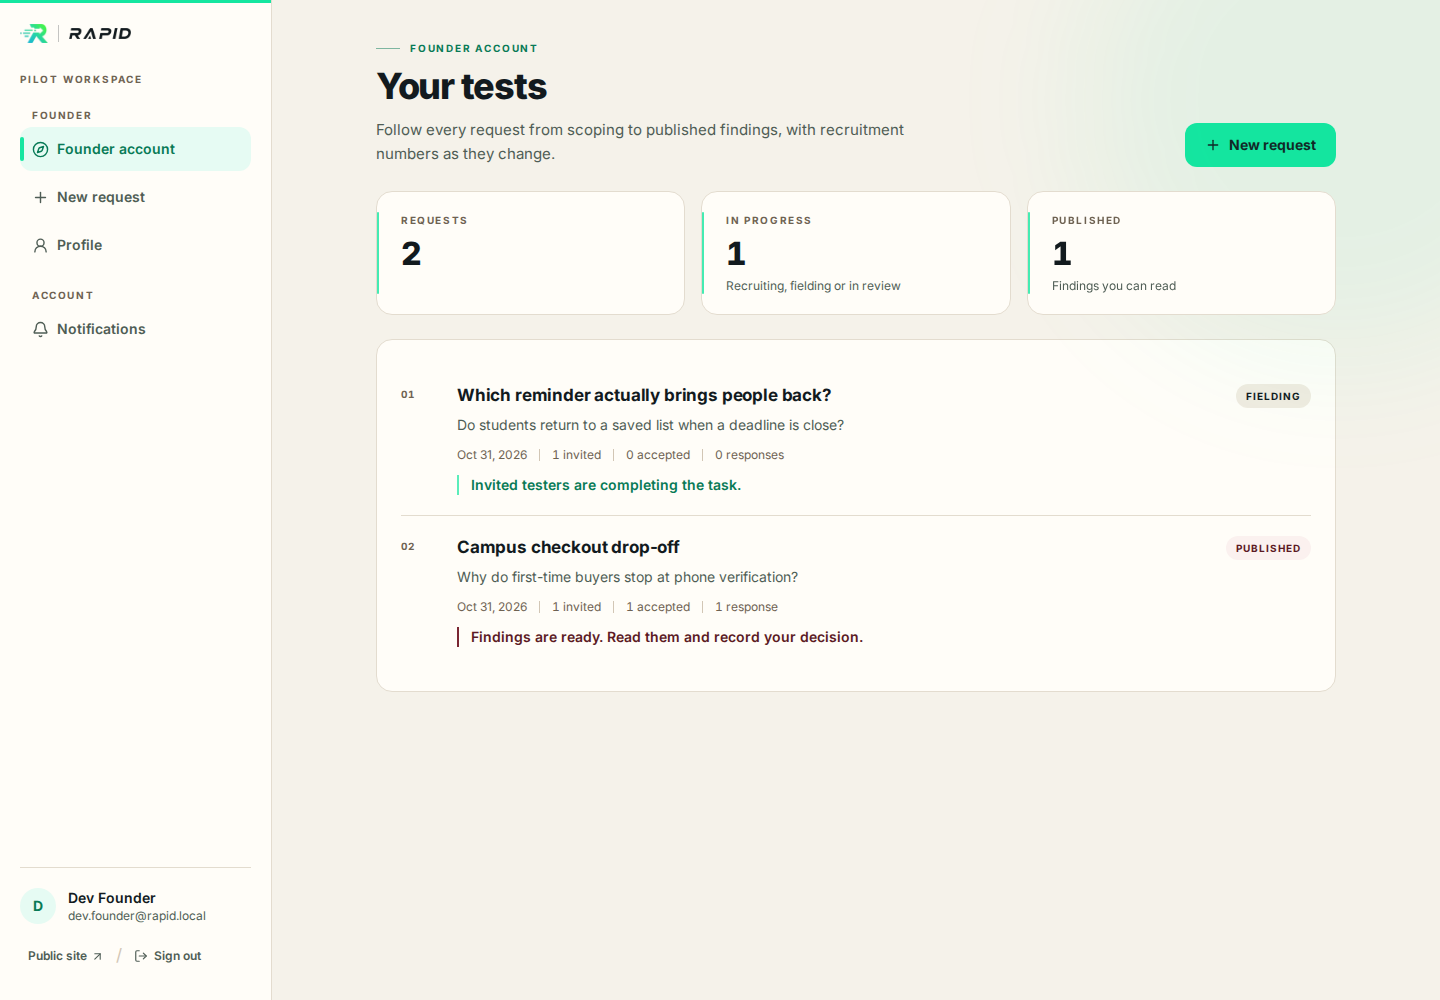 RAPID
PILOT WORKSPACE
FOUNDER
Founder account
New request
Profile
ACCOUNT
Notifications
D
Dev Founder
dev.founder@rapid.local
Public site
/
Sign out
FOUNDER ACCOUNT
Your tests
Follow every request from scoping to published findings, with recruitment
numbers as they change.
New request
REQUESTS
2
IN PROGRESS
1
Recruiting, fielding or in review
PUBLISHED
1
Findings you can read
01
Which reminder actually brings people back?
FIELDING
Do students return to a saved list when a deadline is close?
Oct 31, 2026 | 1 invited | 0 accepted | 0 responses
Invited testers are completing the task.
02
Campus checkout drop-off
PUBLISHED
Why do first-time buyers stop at phone verification?
Oct 31, 2026 | 1 invited | 1 accepted | 1 response
Findings are ready. Read them and record your decision.